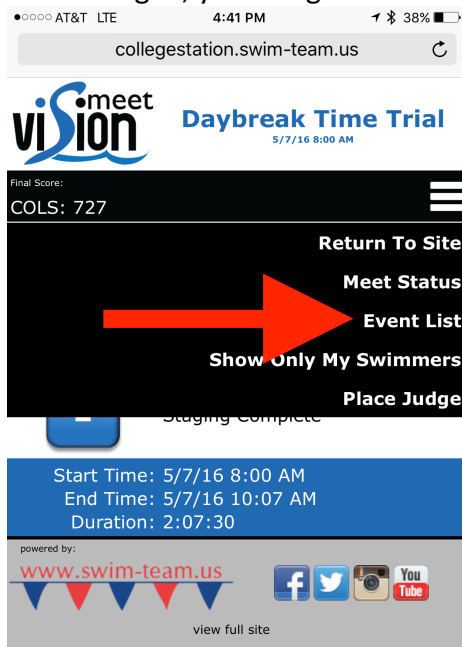 ●○○○○ AT&T LTE 4:41 PM 38%
collegestation.swim-team.us
meet
vision
Daybreak Time Trial
5/7/16 8:00 AM
Final Score:
COLS: 727
Return To Site
Meet Status
Event List
Show Only My Swimmers
Place Judge
Staging Complete
Start Time: 5/7/16 8:00 AM
End Time: 5/7/16 10:07 AM
Duration: 2:07:30
powered by:
www.swim-team.us
You
Tube
view full site